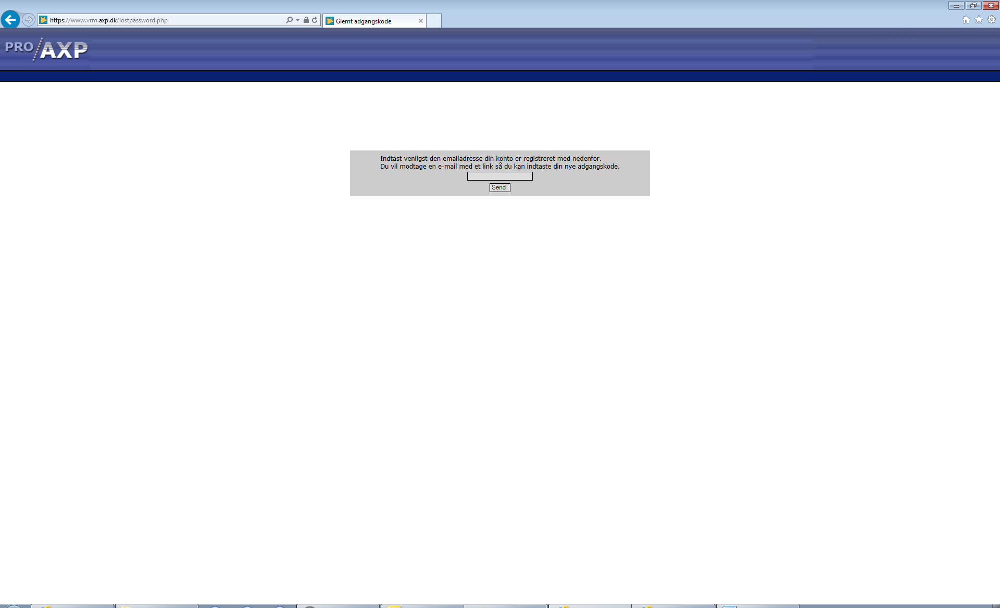 https://www.vrm.axp.dk/lostpassword.php
Glemt adgangskode
PRO/AXP
Indtast venligst den emailadresse din konto er registreret med nedenfor.
Du vil modtage en e-mail med et link så du kan indtaste din nye adgangskode.
Send